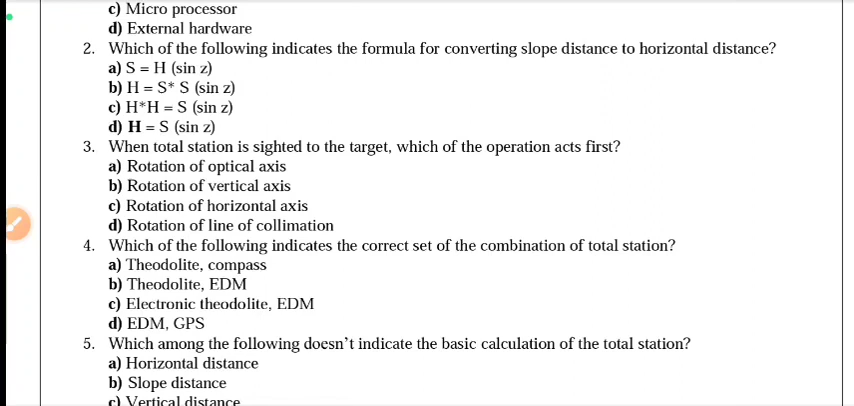 c) Micro processor
d) External hardware
2. Which of the following indicates the formula for converting slope distance to horizontal distance?
a) S = H (sin z)
b) H = S* S (sin z)
c) H*H = S (sin z)
d) H = S (sin z)
3. When total station is sighted to the target, which of the operation acts first?
a) Rotation of optical axis
b) Rotation of vertical axis
c) Rotation of horizontal axis
d) Rotation of line of collimation
4. Which of the following indicates the correct set of the combination of total station?
a) Theodolite, compass
b) Theodolite, EDM
c) Electronic theodolite, EDM
d) EDM, GPS
5. Which among the following doesn't indicate the basic calculation of the total station?
a) Horizontal distance
b) Slope distance
c) Vertical distance